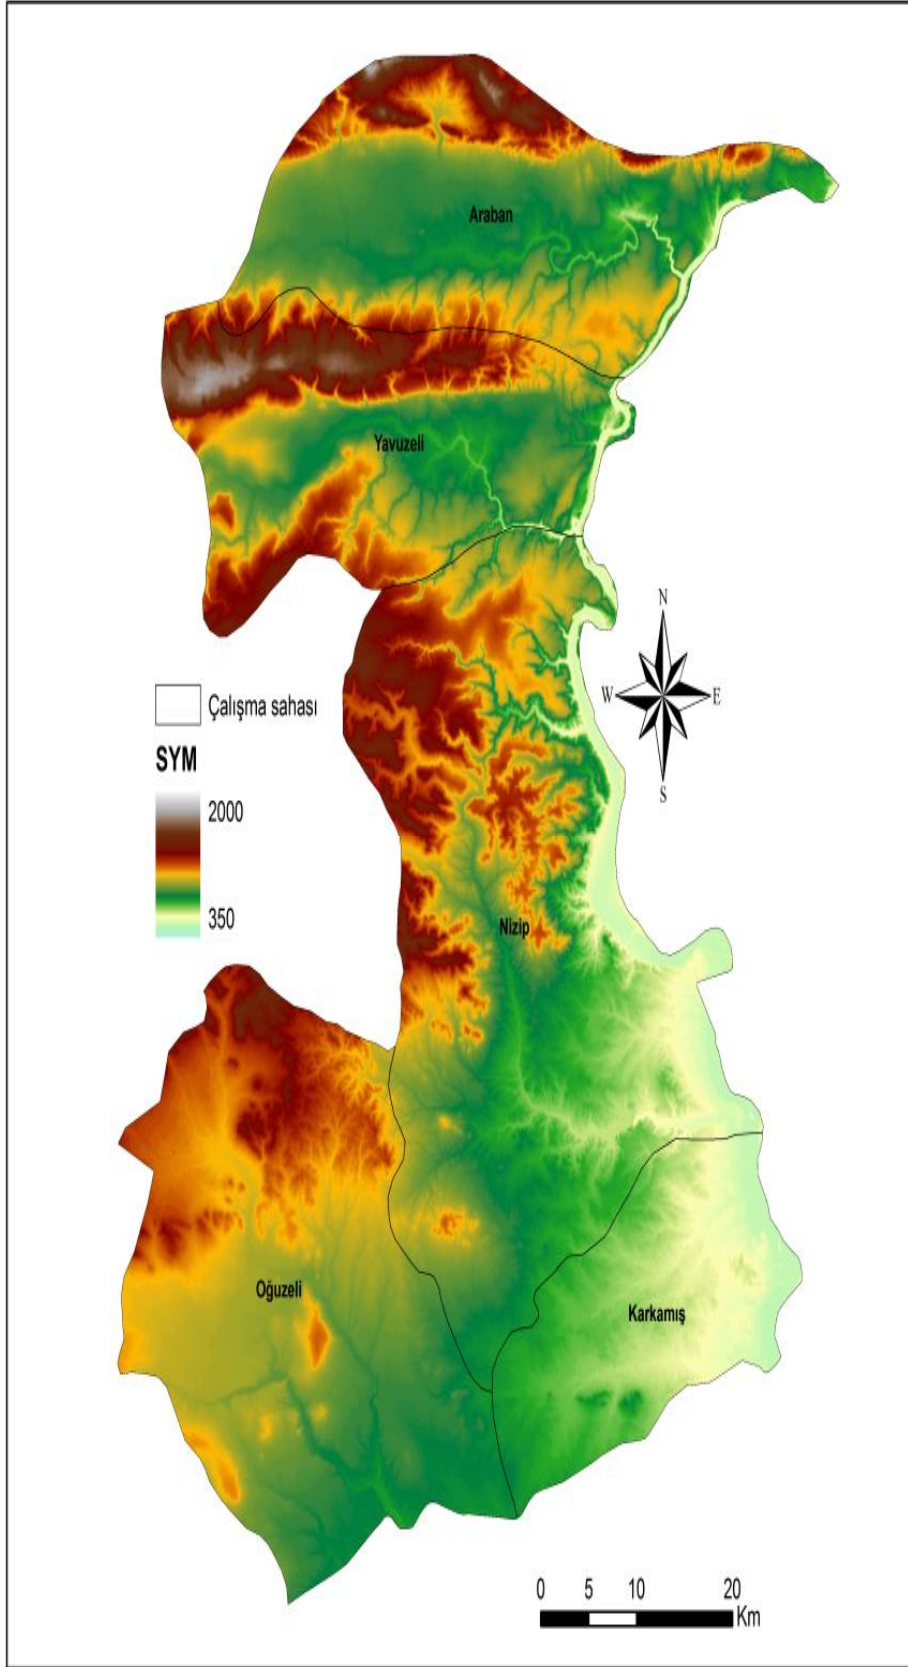 Araban
Yavuzeli
N
W
E
S
Çalışma sahası
SYM
2000
350
Nizip
Oğuzeli
Karkamış
0 5 10 20
Km